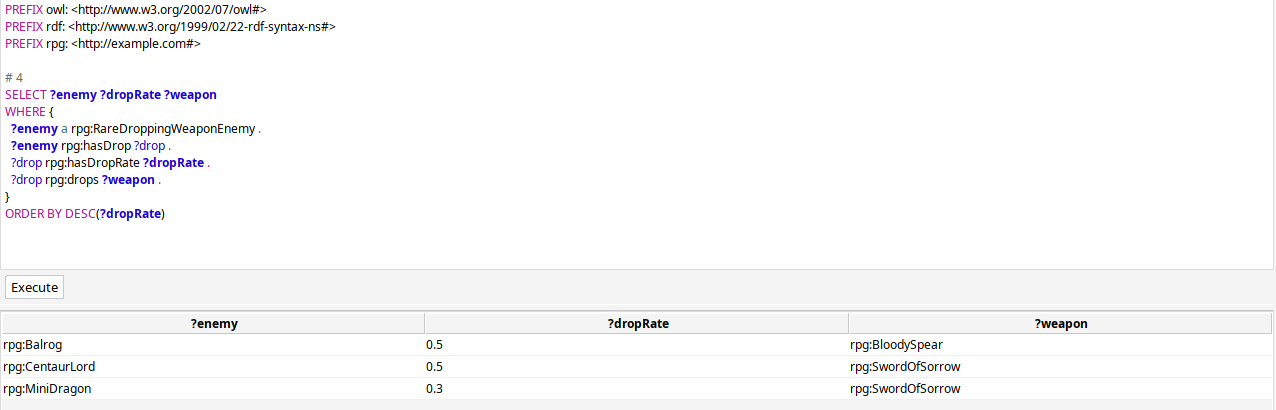 PREFIX owl: <http://www.w3.org/2002/07/owl#>
PREFIX rdf: <http://www.w3.org/1999/02/22-rdf-syntax-ns#>
PREFIX rpg: <http://example.com#>
# 4
SELECT ?enemy ?dropRate ?weapon
WHERE {
?enemy a rpg:RareDroppingWeaponEnemy .
?enemy rpg:hasDrop ?drop .
?drop rpg:hasDropRate ?dropRate .
?drop rpg:drops ?weapon .
}
ORDER BY DESC(?dropRate)
Execute
?enemy ?dropRate ?weapon
rpg:Balrog 0.5 rpg:BloodySpear
rpg:CentaurLord 0.5 rpg:SwordOfSorrow
rpg:MiniDragon 0.3 rpg:SwordOfSorrow